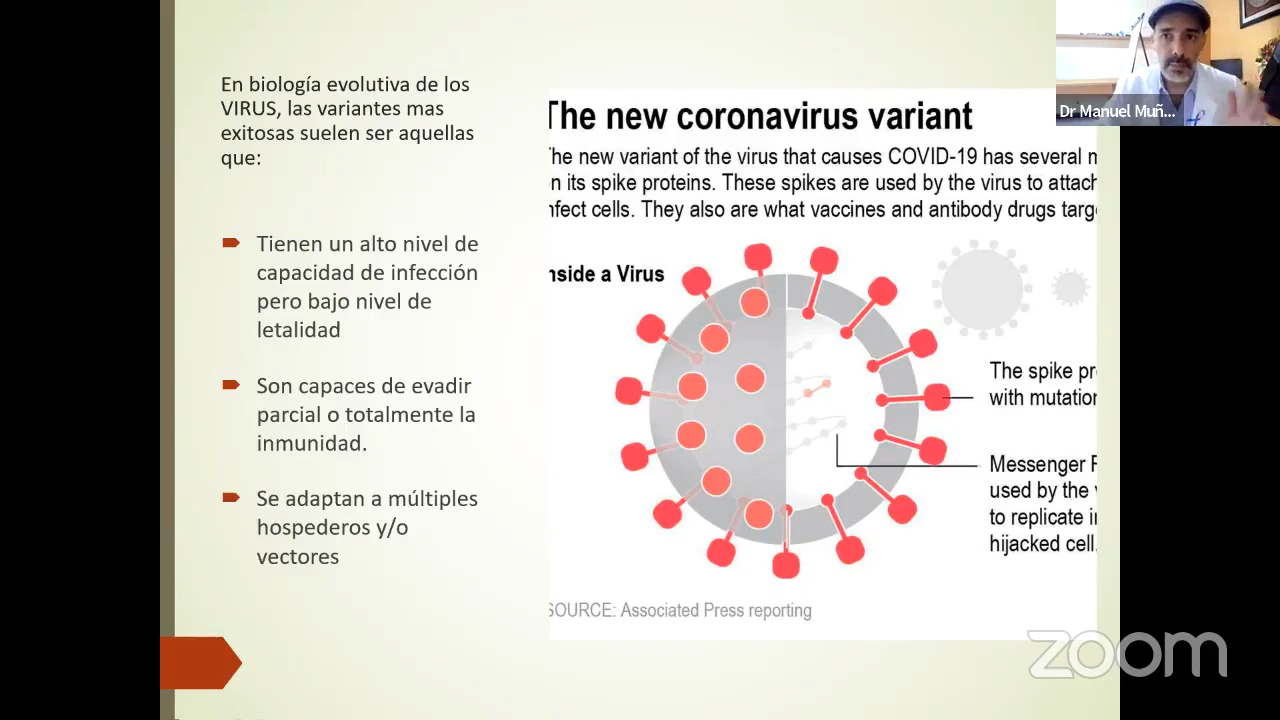 En biología evolutiva de los
VIRUS, las variantes mas
exitosas suelen ser aquellas
que:
Tienen un alto nivel de
capacidad de infección
pero bajo nivel de
letalidad
Son capaces de evadir
parcial o totalmente la
inmunidad.
Se adaptan a múltiples
hospederos y/o
vectores
The new coronavirus variant
The new variant of the virus that causes COVID-19 has several
on its spike proteins. These spikes are used by the virus to attach
infect cells. They also are what vaccines and antibody drugs
Inside a Virus
The spike
with
Messenger
used by the
to replicate
hijacked cell.
SOURCE: Associated Press reporting
Dr Manuel Muñ...
zoom